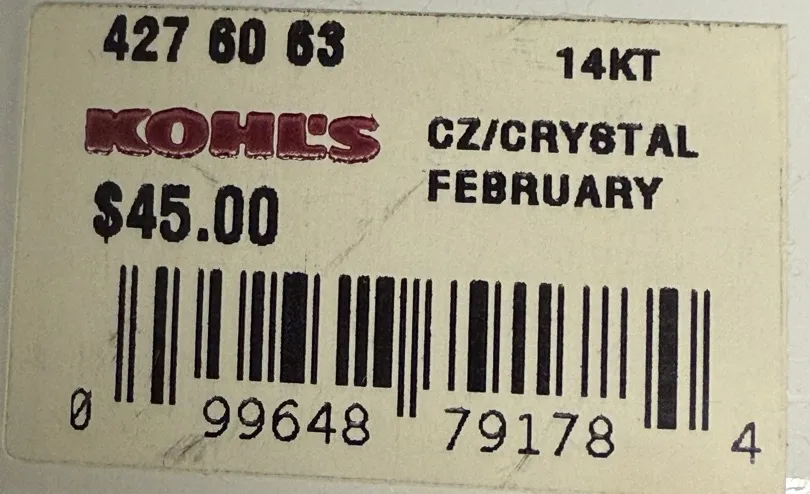 427 60 63
14KT
KOHL'S
CZ/CRYSTAL
FEBRUARY
$45.00
0 99648 79178 4